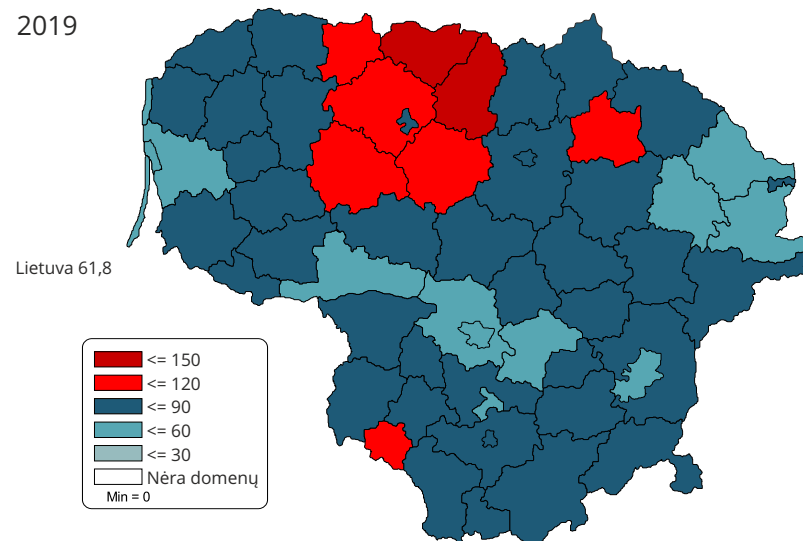 2019
Lietuva 61,8
<= 150
<= 120
<= 90
<= 60
<= 30
Nėra domenų
Min = 0